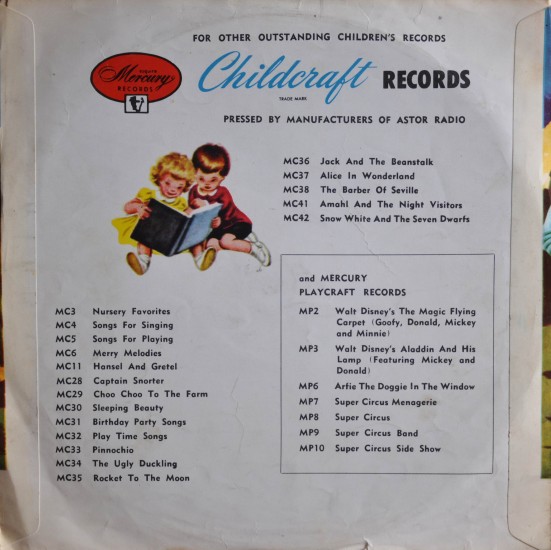 FOR OTHER OUTSTANDING CHILDREN'S RECORDS
Mercury
RECORDS
Childcraft RECORDS
TRADE MARK
PRESSED BY MANUFACTURERS OF ASTOR RADIO
MC36 Jack And The Beanstalk
MC37 Alice In Wonderland
MC38 The Barber Of Seville
MC41 Amahl And The Night Visitors
MC42 Snow White And The Seven Dwarfs
MC3 Nursery Favorites
MC4 Songs For Singing
MC5 Songs For Playing
MC6 Merry Melodies
MC11 Hansel And Gretel
MC28 Captain Snorter
MC29 Choo Choo To The Farm
MC30 Sleeping Beauty
MC31 Birthday Party Songs
MC32 Play Time Songs
MC33 Pinnochio
MC34 The Ugly Duckling
MC35 Rocket To The Moon
and MERCURY
PLAYCRAFT RECORDS
MP2 Walt Disney's The Magic Flying
Carpet (Goofy, Donald, Mickey
and Minnie)
MP3 Walt Disney's Aladdin And His
Lamp (Featuring Mickey and
Donald)
MP6 Arfie The Doggie In The Window
MP7 Super Circus Menagerie
MP8 Super Circus
MP9 Super Circus Band
MP10 Super Circus Side Show